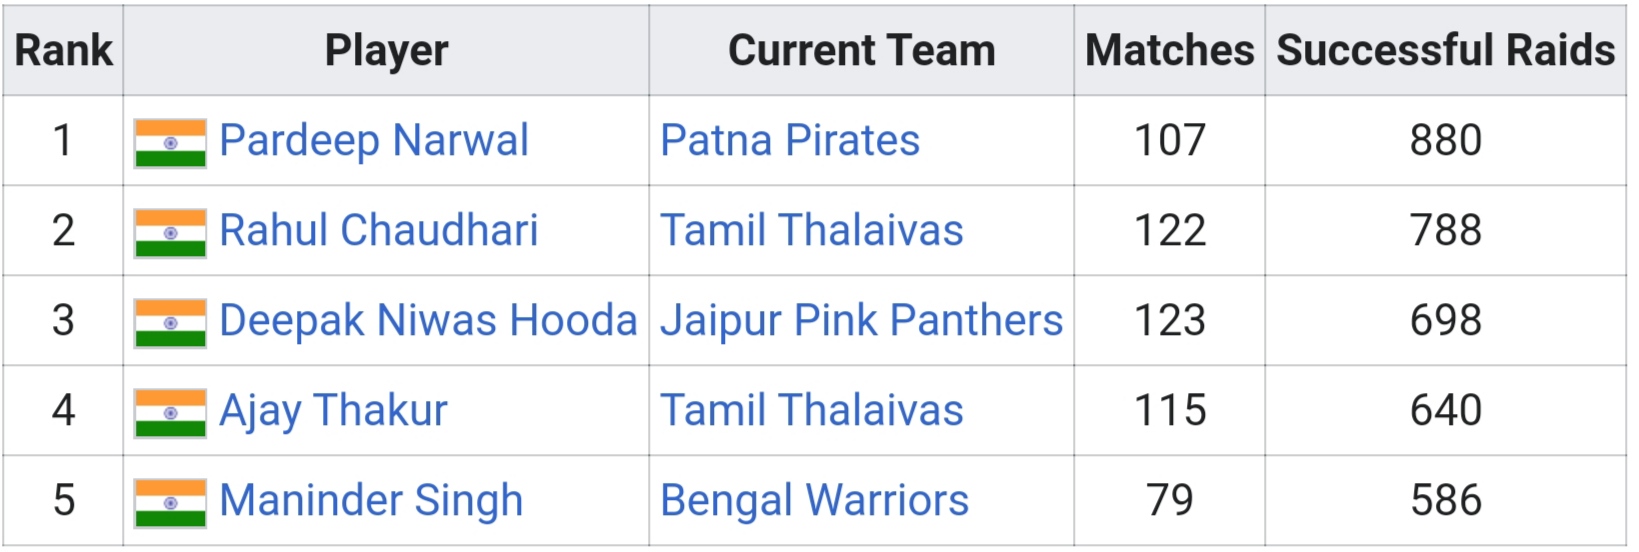 Rank Player Current Team Matches Successful Raids
1 Pardeep Narwal Patna Pirates 107 880
2 Rahul Chaudhari Tamil Thalaivas 122 788
3 Deepak Niwas Hooda Jaipur Pink Panthers 123 698
4 Ajay Thakur Tamil Thalaivas 115 640
5 Maninder Singh Bengal Warriors 79 586